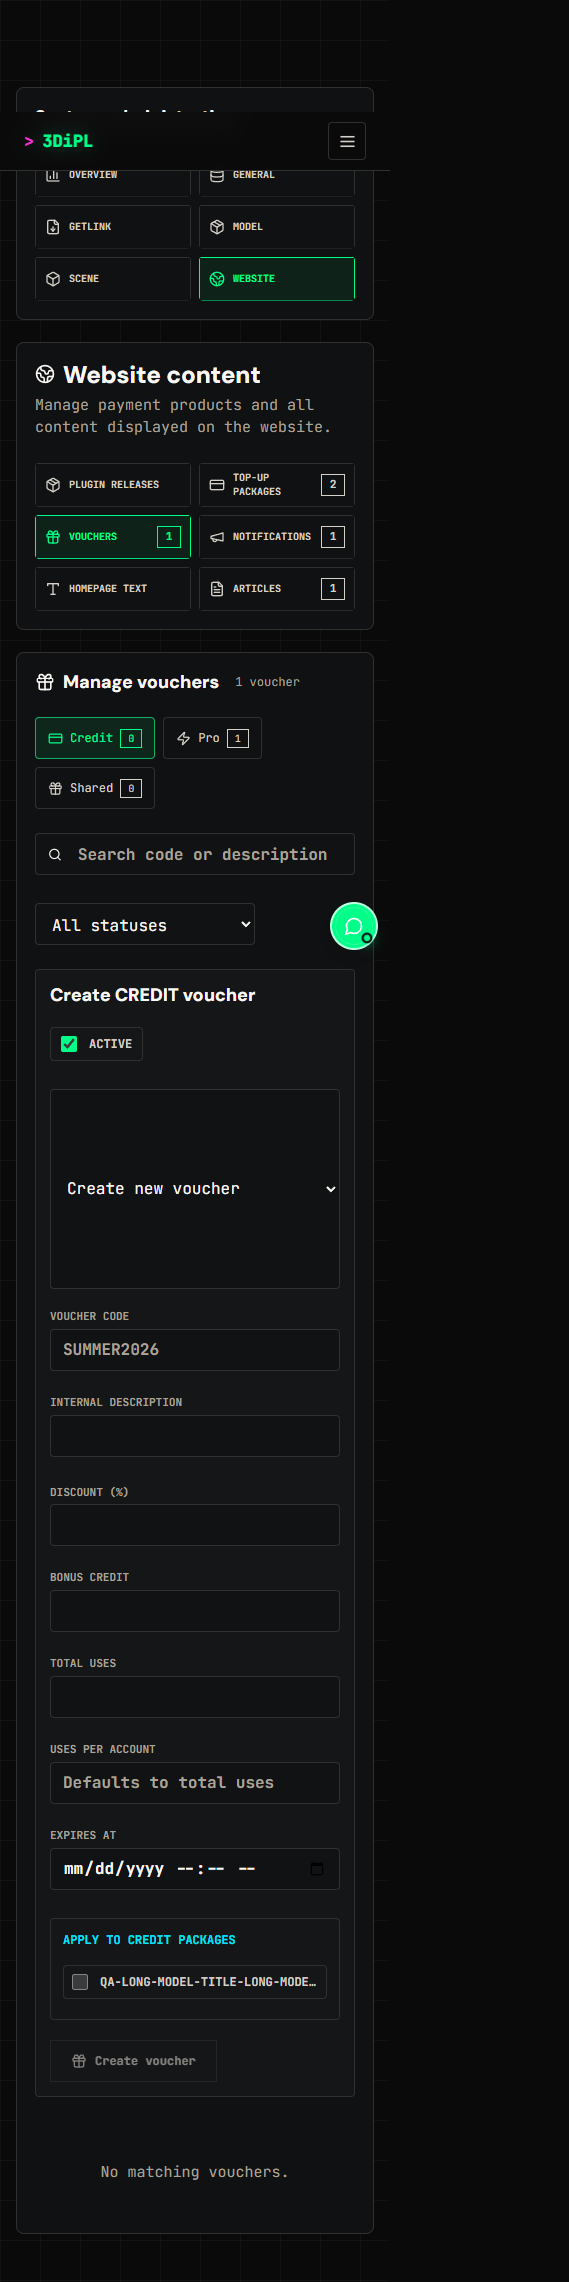 > 3DiPL
OVERVIEW
GENERAL
GETLINK
MODEL
SCENE
WEBSITE
Website content
Manage payment products and all
content displayed on the website.
PLUGIN RELEASES
TOP-UP
PACKAGES
2
VOUCHERS
1
NOTIFICATIONS
1
HOMEPAGE TEXT
ARTICLES
1
Manage vouchers
1 voucher
Credit 0
Pro 1
Shared 0
Search code or description
All statuses
Create CREDIT voucher
ACTIVE
Create new voucher
VOUCHER CODE
SUMMER2026
INTERNAL DESCRIPTION
DISCOUNT (%)
BONUS CREDIT
TOTAL USES
USES PER ACCOUNT
Defaults to total uses
EXPIRES AT
mm/dd/yyyy --:-- --
APPLY TO CREDIT PACKAGES
QA-LONG-MODEL-TITLE-LONG-MODE…
Create voucher
No matching vouchers.